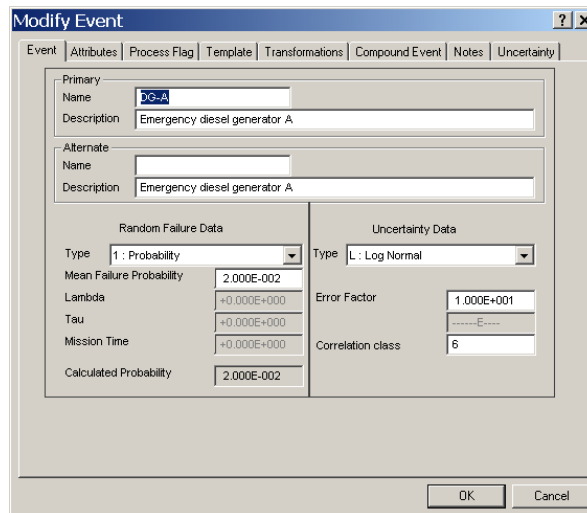 Modify Event
Event Attributes Process Flag Template Transformations Compound Event Notes Uncertainty
Primary
Name DG-A
Description Emergency diesel generator A
Alternate
Name
Description Emergency diesel generator A
Random Failure Data Uncertainty Data
Type 1 : Probability Type L : Log Normal
Mean Failure Probability 2.000E-002
Lambda +0.000E+000 Error Factor 1.000E+001
Tau +0.000E+000 ------E----
Mission Time +0.000E+000 Correlation class 6
Calculated Probability 2.000E-002
OK Cancel